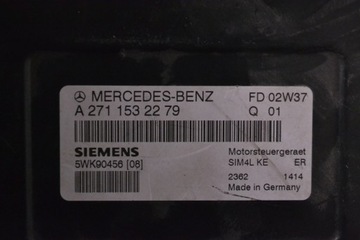 MERCEDES-BENZ FD 02W37
A 271 153 22 79 Q 01
SIEMENS Motorsteuergeraet
5WK90456 [08] SIM4L KE ER
2362 1414
Made in Germany